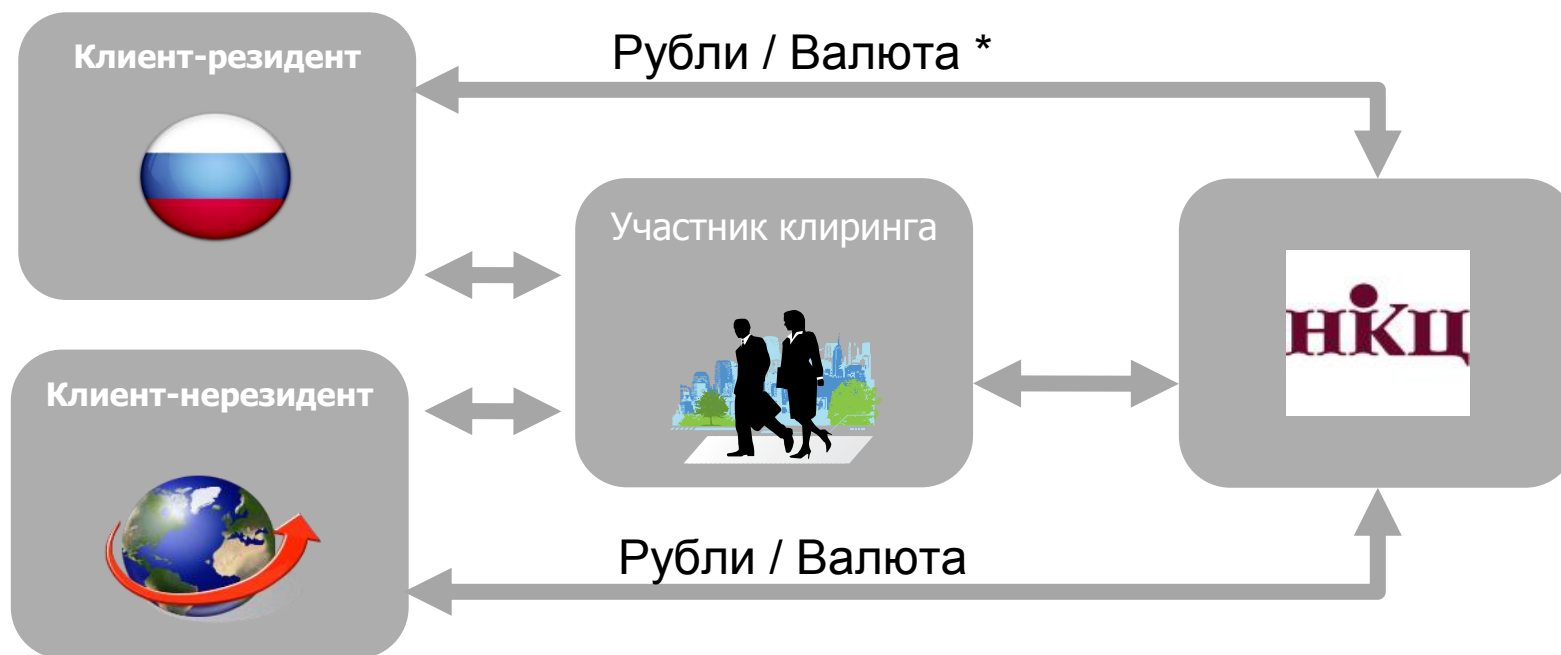 Клиент-резидент
Рубли / Валюта *
Участник клиринга
НКЦ
Клиент-нерезидент
Рубли / Валюта